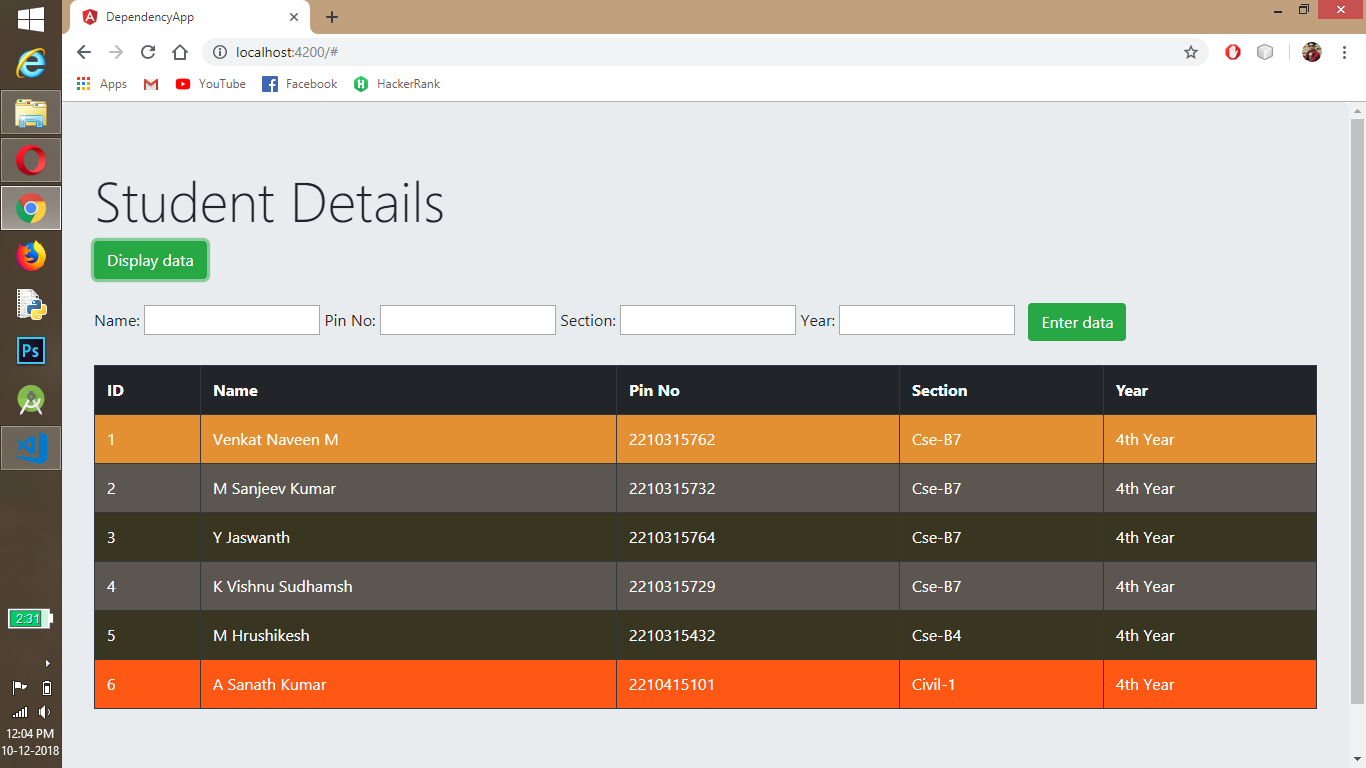 DependencyApp
localhost:4200/#
Apps YouTube Facebook HackerRank
Student Details
Display data
Name: Pin No: Section: Year: Enter data
ID Name Pin No Section Year
1 Venkat Naveen M 2210315762 Cse-B7 4th Year
2 M Sanjeev Kumar 2210315732 Cse-B7 4th Year
3 Y Jaswanth 2210315764 Cse-B7 4th Year
4 K Vishnu Sudhamsh 2210315729 Cse-B7 4th Year
5 M Hrushikesh 2210315432 Cse-B4 4th Year
6 A Sanath Kumar 2210415101 Civil-1 4th Year
Ps
2:31
12:04 PM
10-12-2018